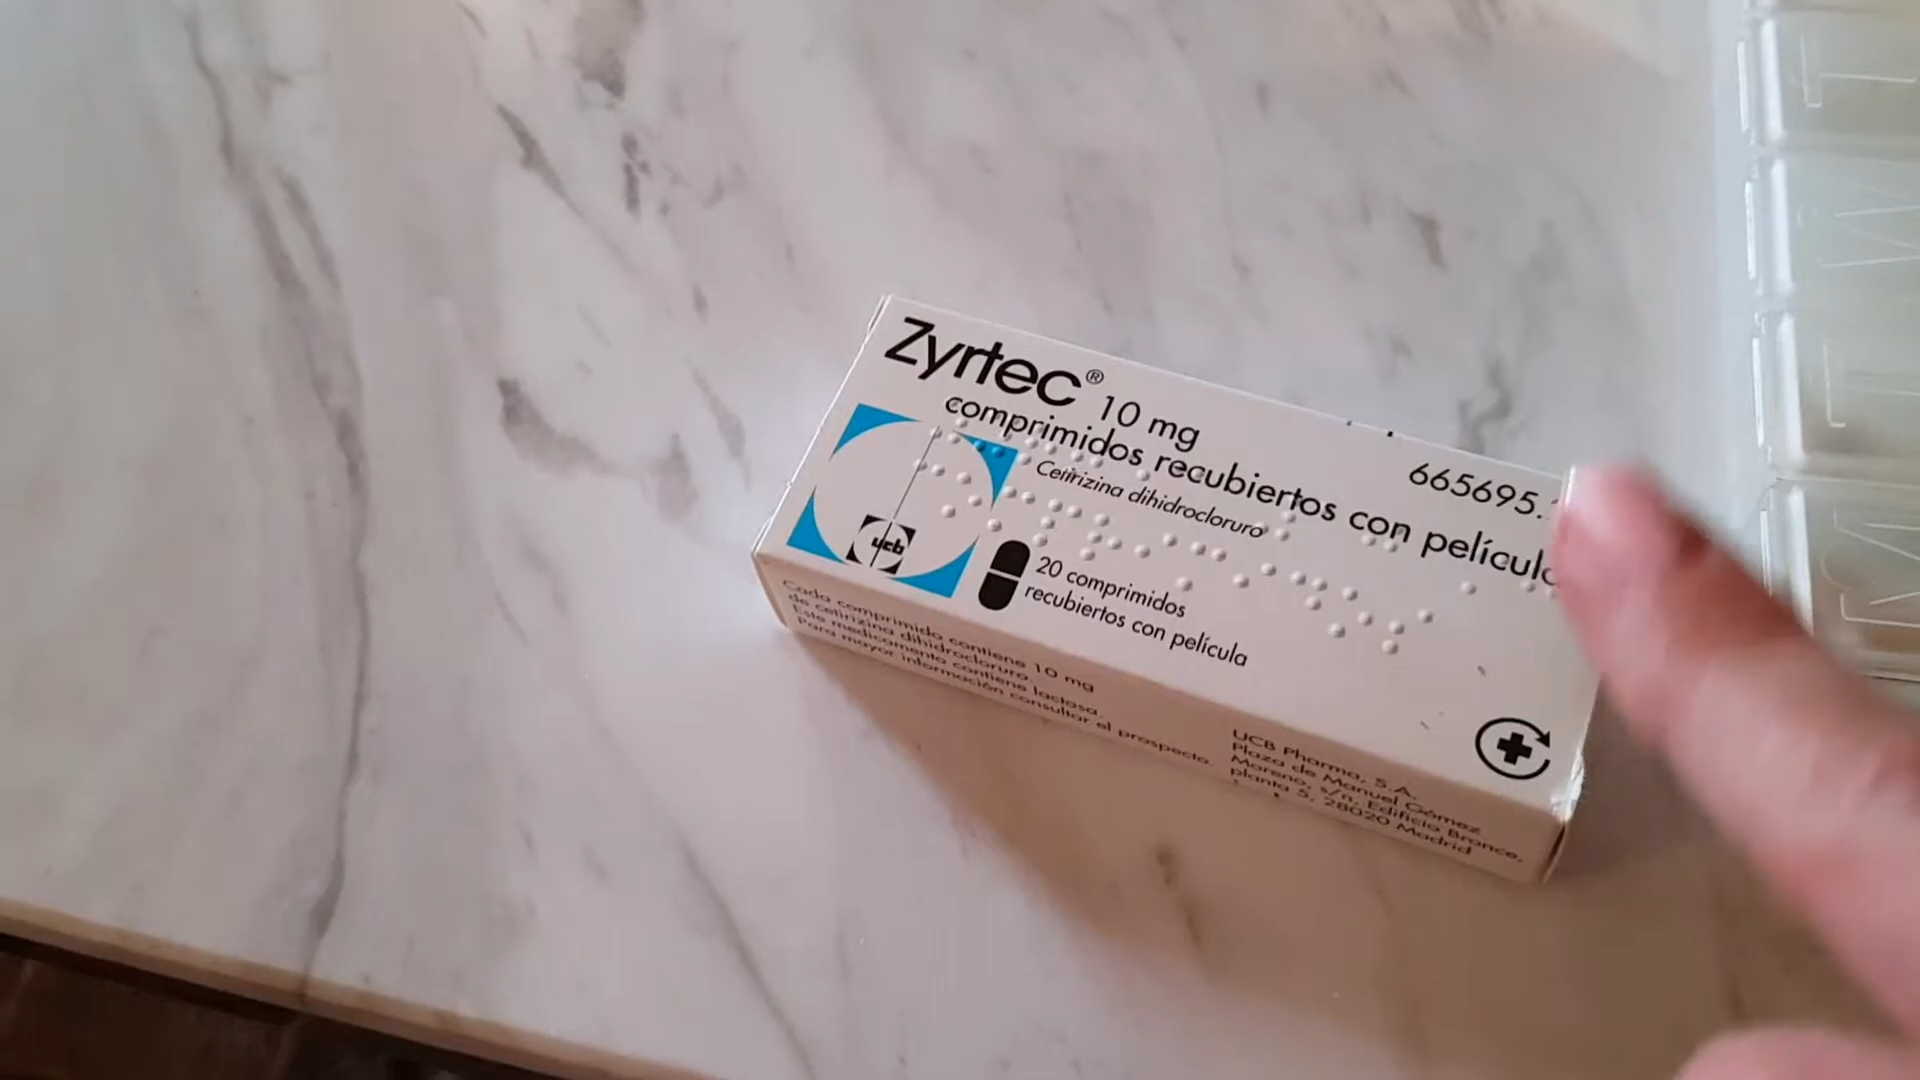 Zyrtec® 10 mg
comprimidos recubiertos con película
Cetirizina dihidrocloruro
665695.
ucb
20 comprimidos
recubiertos con película
Cada comprimido contiene 10 mg
de cetirizina dihidrocloruro.
Este medicamento contiene lactosa.
Para mayor información consultar el prospecto.
UCB Pharma, S.A.
Plaza de Manuel Gómez
Moreno, s/n, Edificio Bronce,
planta 5, 28020 Madrid